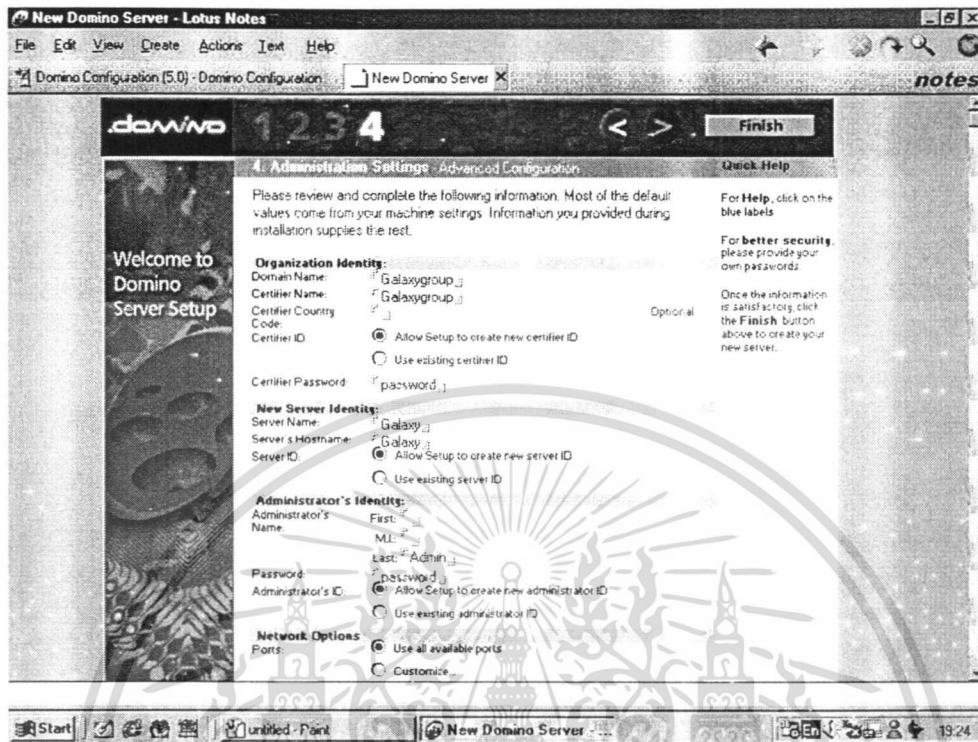 New Domino Server - Lotus Notes
File Edit View Create Actions Text Help
Domino Configuration (5.0) - Domino Configuration
New Domino Server
notes
domino
1 2 3 4
< >
Finish
4. Administration Settings - Advanced Configuration
Quick Help
Please review and complete the following information. Most of the default
values come from your machine settings. Information you provided during
installation supplies the rest.
For Help, click on the
blue labels
For better security,
please provide your
own passwords.
Once the information
is satisfactory, click
the Finish button
above to create your
new server.
Welcome to
Domino
Server Setup
Organization Identity:
Domain Name: Galaxygroup
Certifier Name: Galaxygroup
Certifier Country
Code:
Optional
Certifier ID Allow Setup to create new certifier ID
Use existing certifier ID
Certifier Password password
New Server Identity:
Server Name: Galaxy
Server's Hostname: Galaxy
Server ID: Allow Setup to create new server ID
Use existing server ID
Administrator's Identity:
Administrator's
Name.
First:
M.I.:
Last: Admin
Password: password
Administrator's ID: Allow Setup to create new administrator ID
Use existing administrator ID
Network Options
Ports: Use all available ports
Customize...
Start
untitled - Paint
New Domino Server - ...
19:24